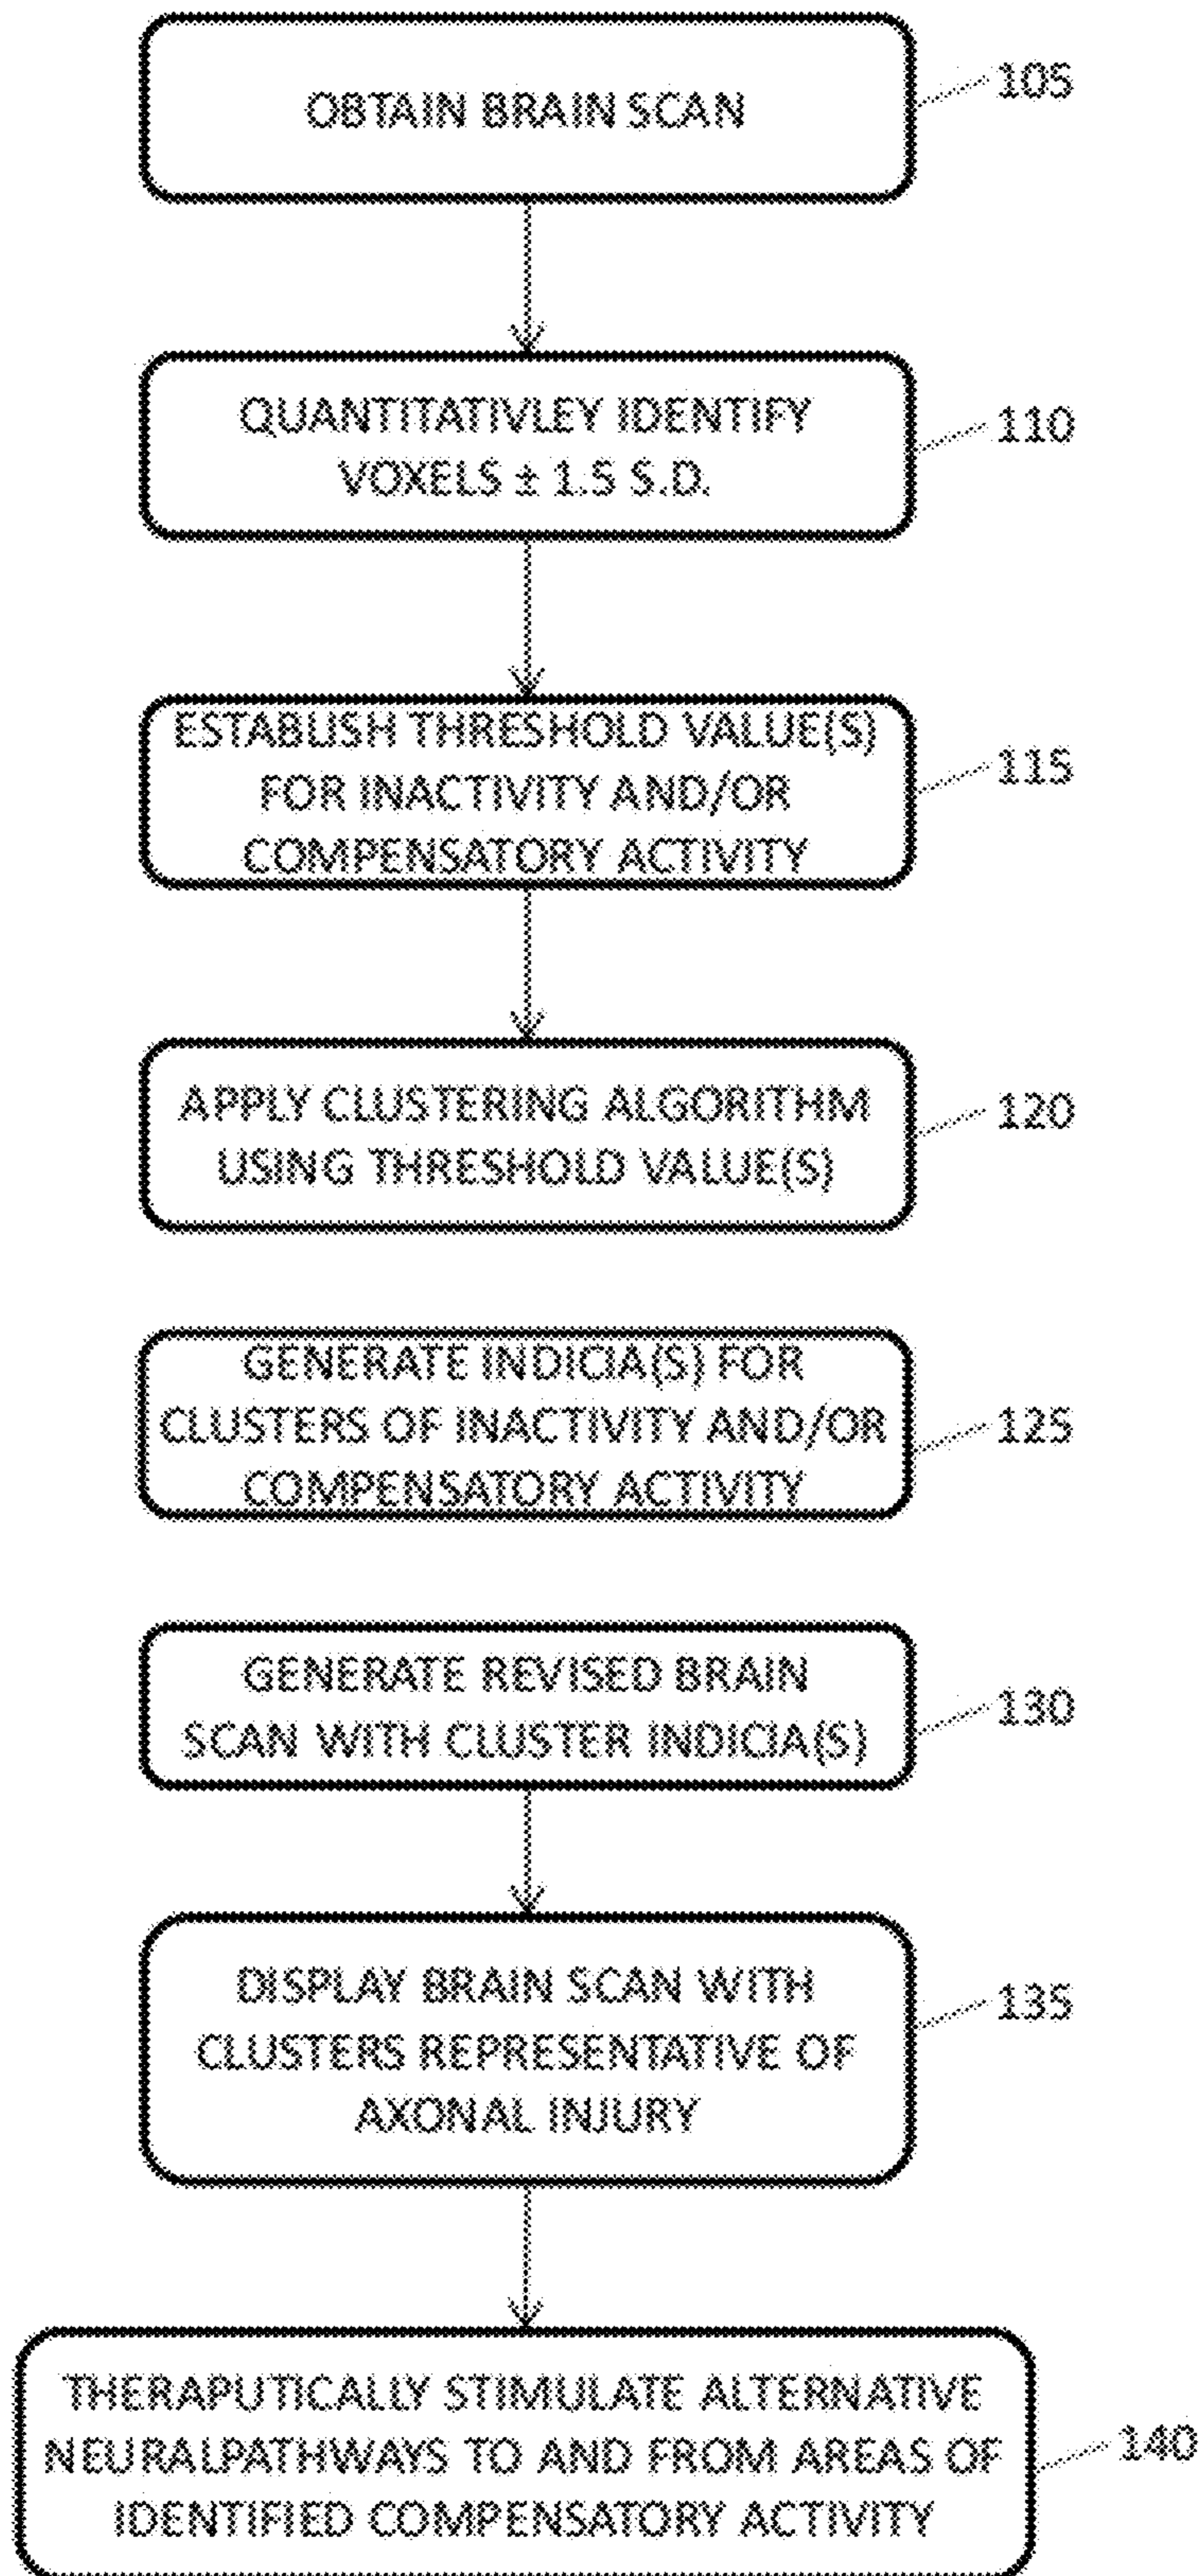 OBTAIN BRAIN SCAN
105
QUANTITATIVLEY IDENTIFY
VOXELS ± 1.5 S.D.
110
ESTABLISH THRESHOLD VALUE(S)
FOR INACTIVITY AND/OR
COMPENSATORY ACTIVITY
115
APPLY CLUSTERING ALGORITHM
USING THRESHOLD VALUE(S)
120
GENERATE INDICIA(S) FOR
CLUSTERS OF INACTIVITY AND/OR
COMPENSATORY ACTIVITY
125
GENERATE REVISED BRAIN
SCAN WITH CLUSTER INDICIA(S)
130
DISPLAY BRAIN SCAN WITH
CLUSTERS REPRESENTATIVE OF
AXONAL INJURY
135
THERAPUTICALLY STIMULATE ALTERNATIVE
NEURALPATHWAYS TO AND FROM AREAS OF
IDENTIFIED COMPENSATORY ACTIVITY
140